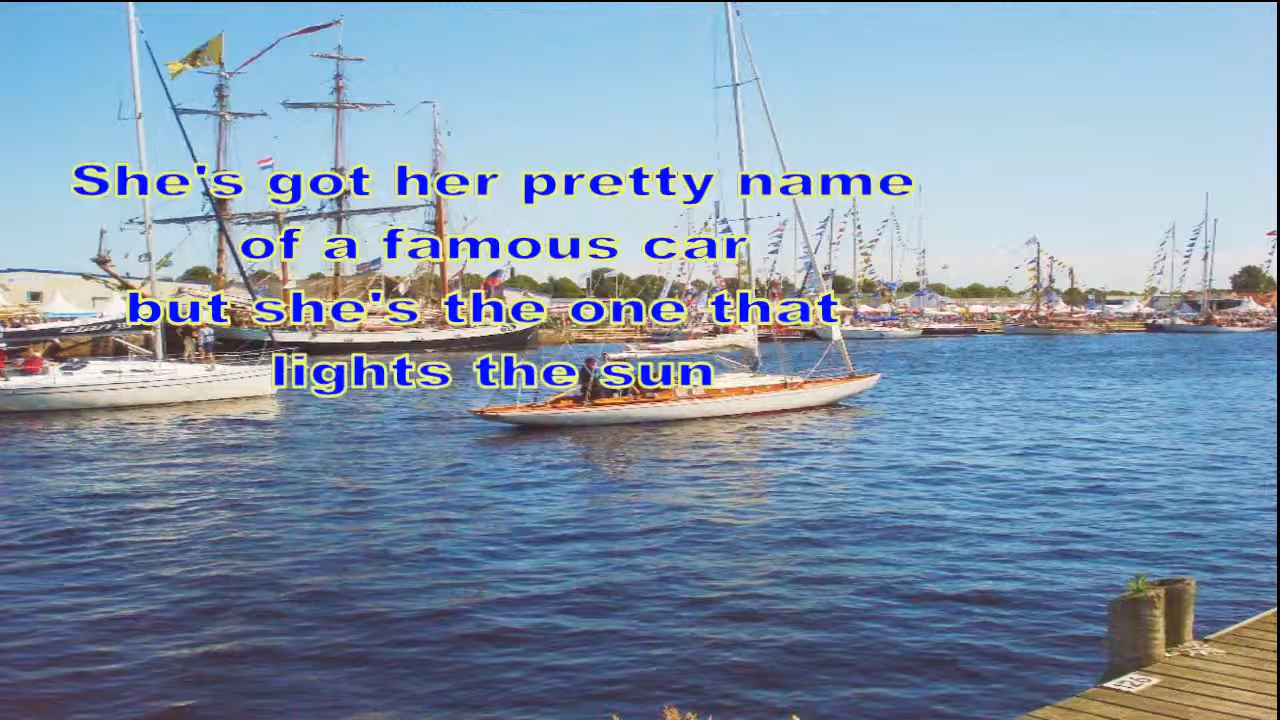 She's got her pretty name
of a famous car
but she's the one that
lights the sun